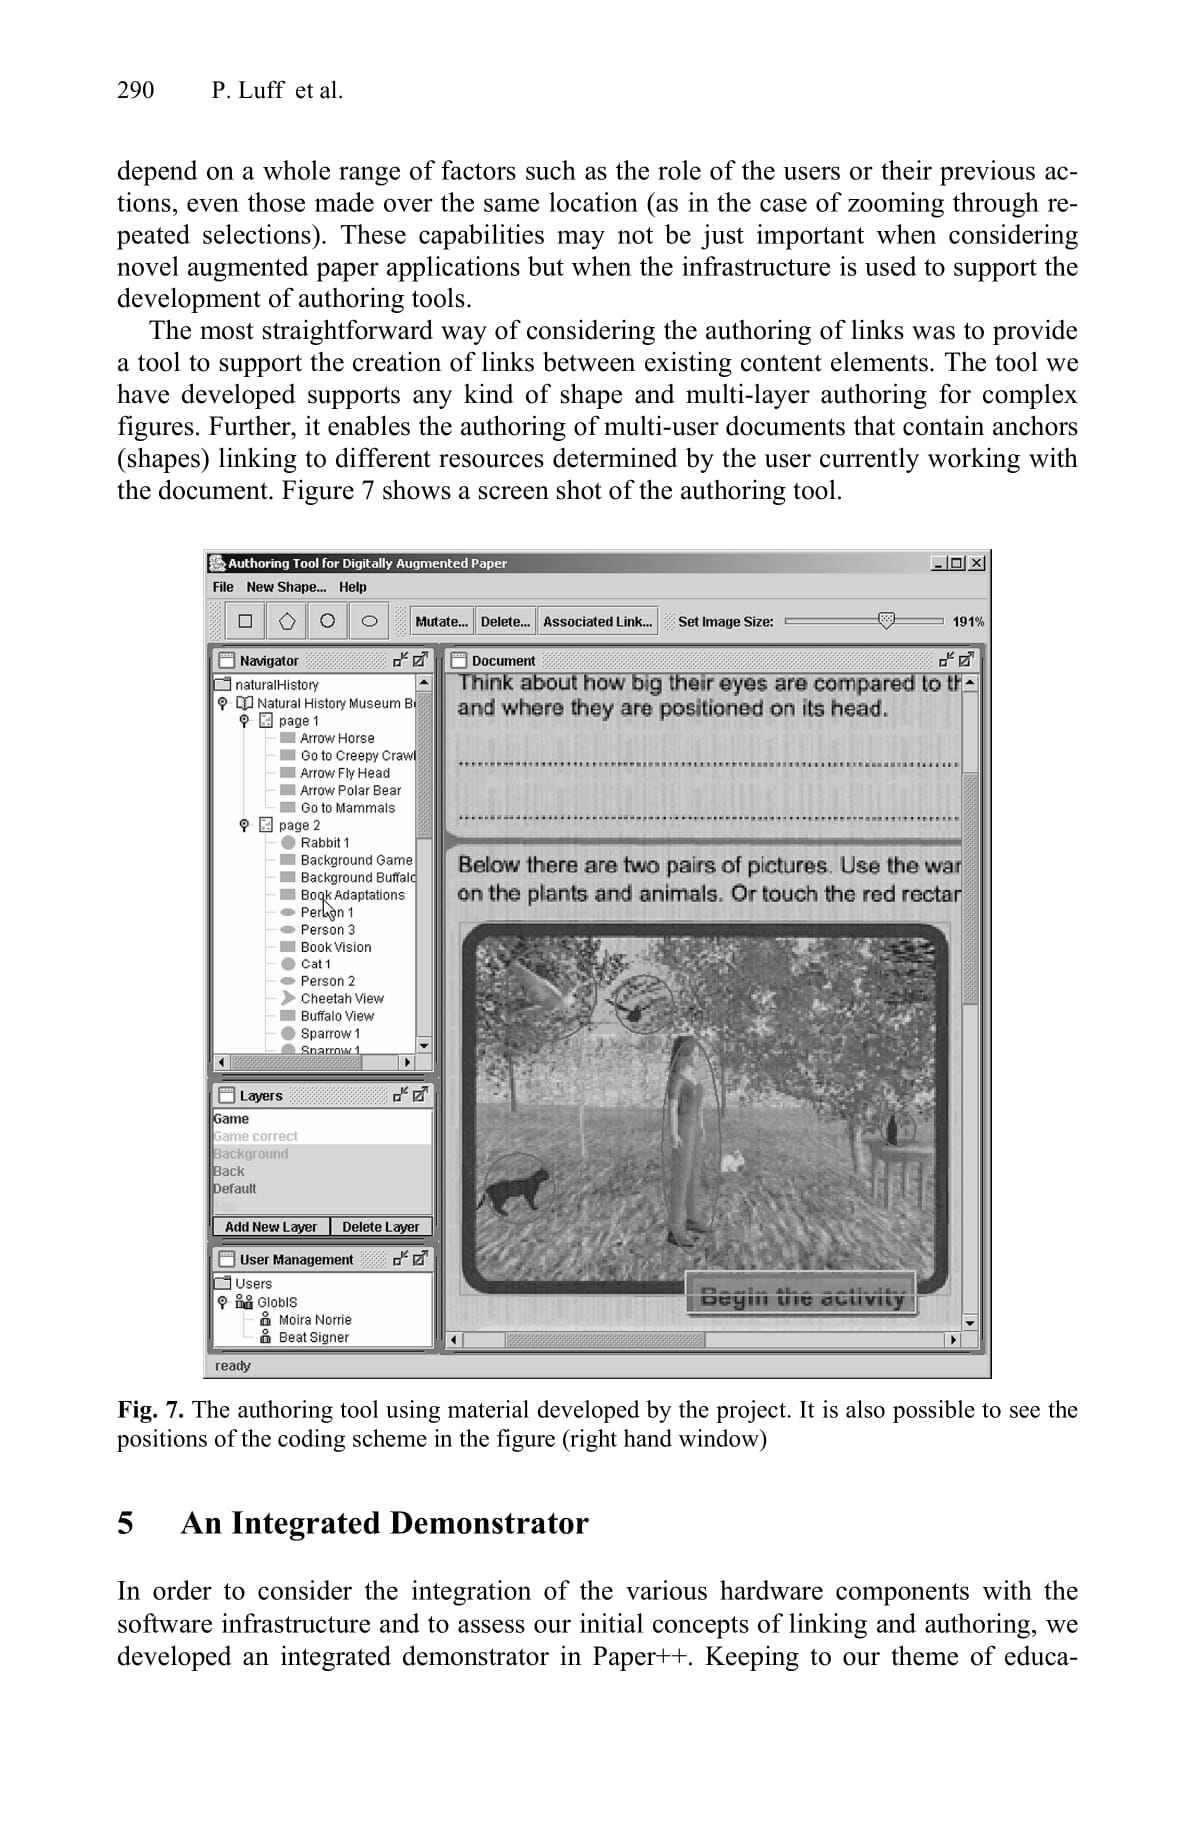 290 P. Luff et al.
depend on a whole range of factors such as the role of the users or their previous ac-
tions, even those made over the same location (as in the case of zooming through re-
peated selections). These capabilities may not be just important when considering
novel augmented paper applications but when the infrastructure is used to support the
development of authoring tools.
The most straightforward way of considering the authoring of links was to provide
a tool to support the creation of links between existing content elements. The tool we
have developed supports any kind of shape and multi-layer authoring for complex
figures. Further, it enables the authoring of multi-user documents that contain anchors
(shapes) linking to different resources determined by the user currently working with
the document. Figure 7 shows a screen shot of the authoring tool.
Authoring Tool for Digitally Augmented Paper
File New Shape... Help
Mutate... Delete... Associated Link... Set Image Size: 191%
Navigator
naturalHistory
Natural History Museum B
page 1
Arrow Horse
Go to Creepy Crawl
Arrow Fly Head
Arrow Polar Bear
Go to Mammals
page 2
Rabbit 1
Background Game
Background Buffalo
Book Adaptations
Person 1
Person 3
Book Vision
Cat 1
Person 2
Cheetah View
Buffalo View
Sparrow 1
Sparrow 1
Layers
Game
Game correct
Background
Back
Default
Add New Layer Delete Layer
User Management
Users
GlobIS
Moira Norrie
Beat Signer
ready
Document
Think about how big their eyes are compared to th
and where they are positioned on its head.
Below there are two pairs of pictures. Use the wan
on the plants and animals. Or touch the red rectan
Begin the activity
Fig. 7. The authoring tool using material developed by the project. It is also possible to see the
positions of the coding scheme in the figure (right hand window)
5 An Integrated Demonstrator
In order to consider the integration of the various hardware components with the
software infrastructure and to assess our initial concepts of linking and authoring, we
developed an integrated demonstrator in Paper++. Keeping to our theme of educa-